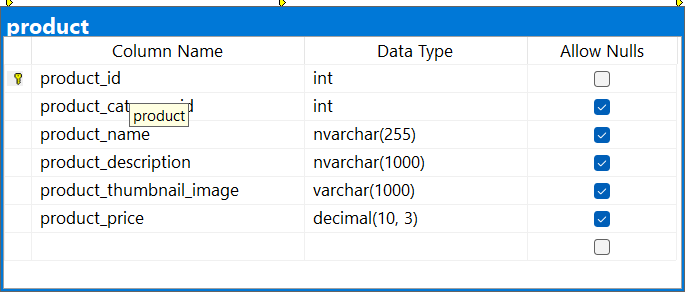 product
Column Name Data Type Allow Nulls
product_id int
product_cat id int
product
product_name nvarchar(255)
product_description nvarchar(1000)
product_thumbnail_image varchar(1000)
product_price decimal(10, 3)